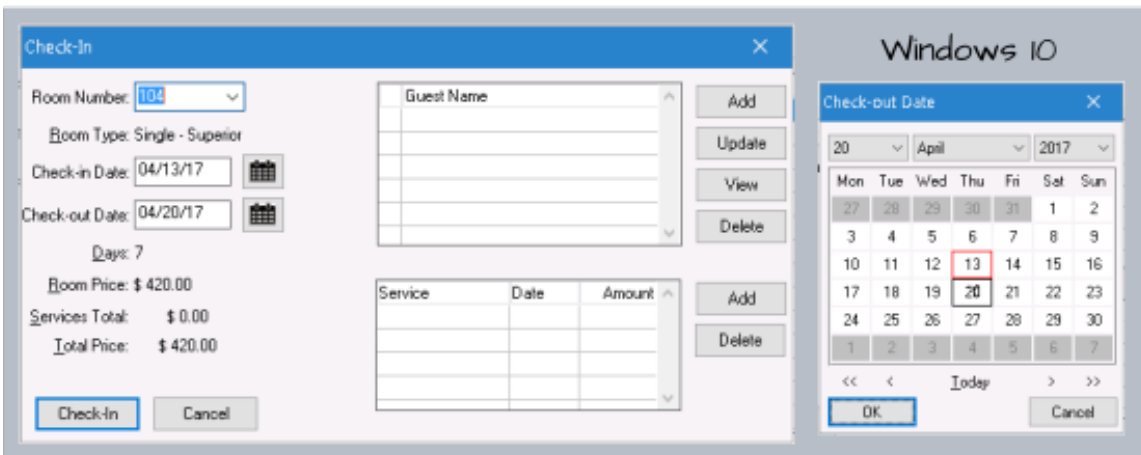 Check-In
Room Number: 104
Room Type: Single - Superior
Check-in Date: 04/13/17
Check-out Date: 04/20/17
Days: 7
Room Price: $ 420.00
Services Total: $ 0.00
Total Price: $ 420.00
Check-In Cancel
Guest Name
Add
Update
View
Delete
Service Date Amount
Add
Delete
Windows 10
Check-out Date
20 April 2017
Mon Tue Wed Thu Fri Sat Sun
27 28 29 30 31 1 2
3 4 5 6 7 8 9
10 11 12 13 14 15 16
17 18 19 20 21 22 23
24 25 26 27 28 29 30
1 2 3 4 5 6 7
<< < Today > >>
OK Cancel